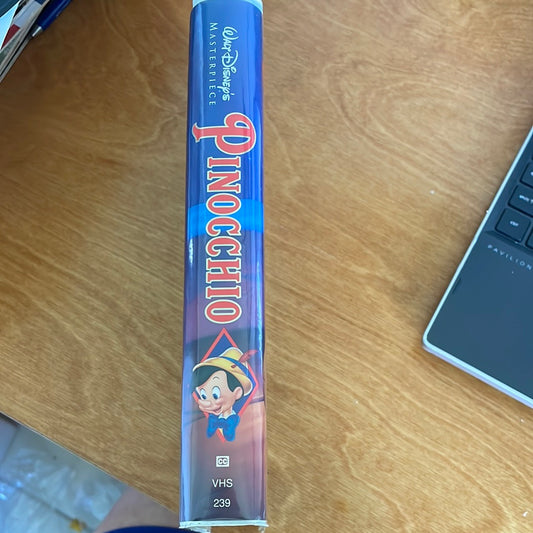 Walt Disney's
MASTERPIECE
PINOCCHIO
CC
VHS
239
PAVILION